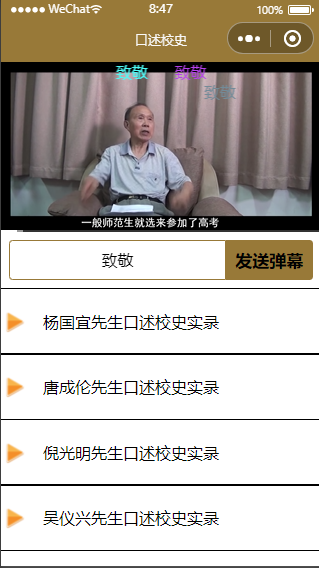 WeChat
8:47
100%
口述校史
致敬
致敬
致敬
一般师范生就选来参加了高考
致敬
发送弹幕
杨国宜先生口述校史实录
唐成伦先生口述校史实录
倪光明先生口述校史实录
吴仪兴先生口述校史实录